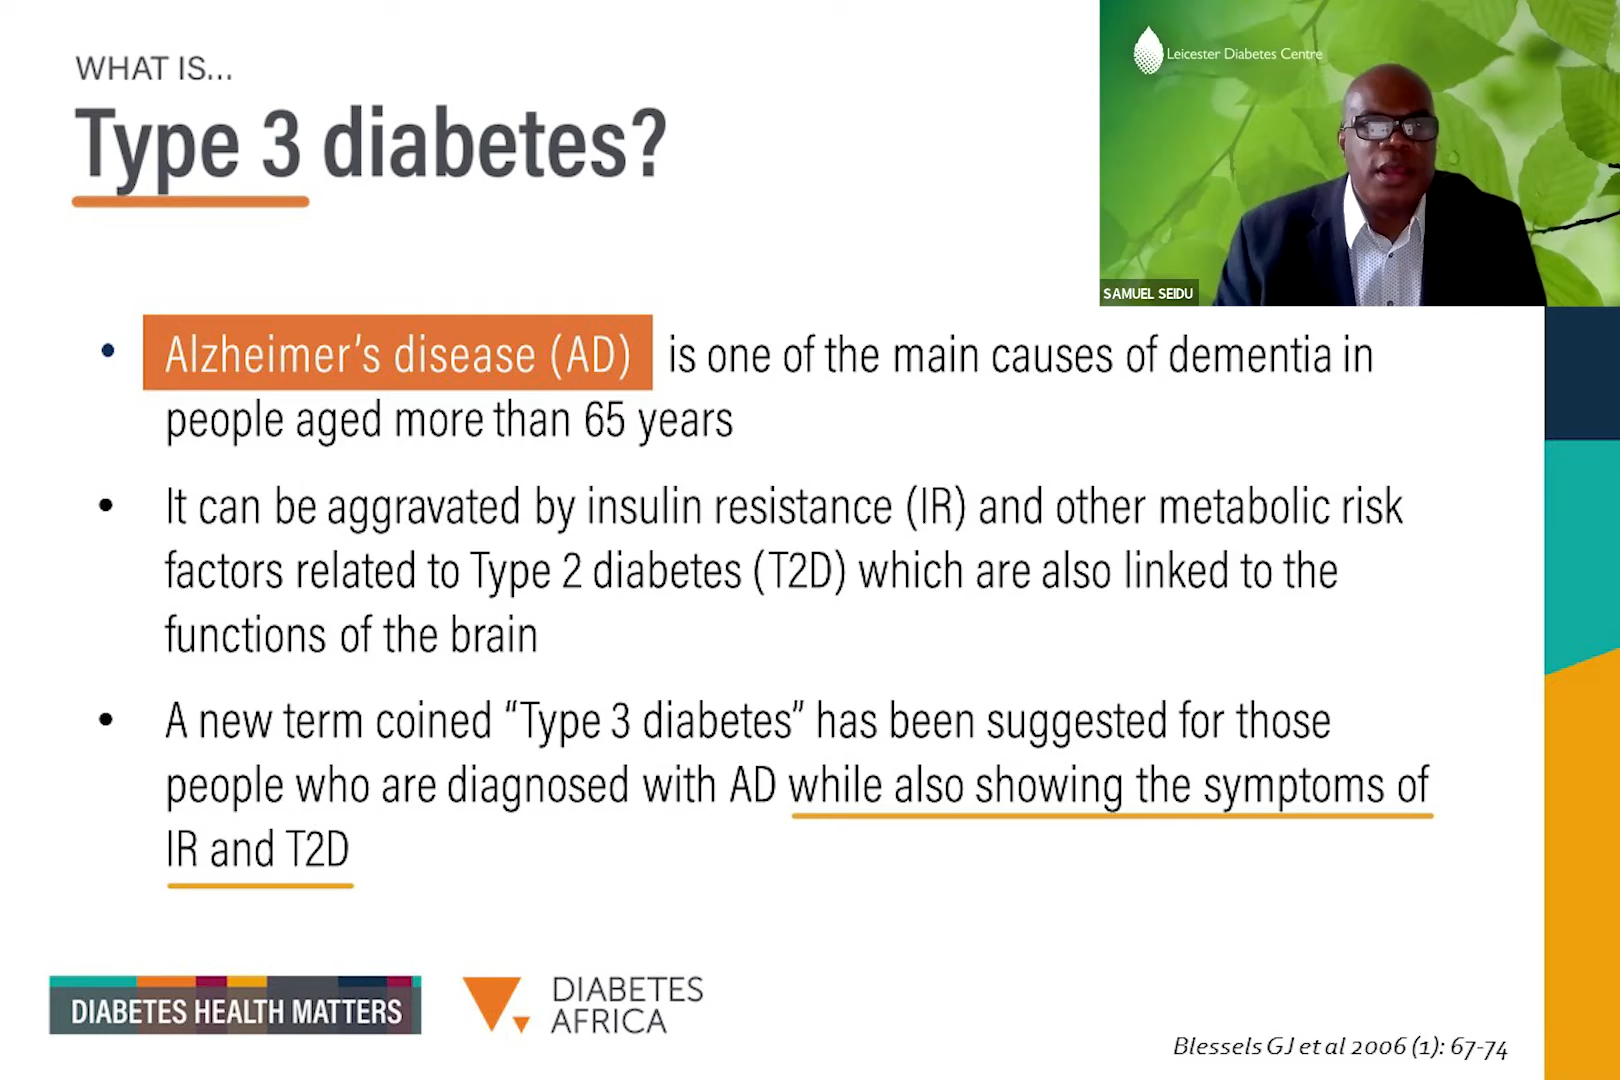 WHAT IS...
Type 3 diabetes?
Leicester Diabetes Centre
SAMUEL SEIDU
• Alzheimer's disease (AD) is one of the main causes of dementia in
people aged more than 65 years
• It can be aggravated by insulin resistance (IR) and other metabolic risk
factors related to Type 2 diabetes (T2D) which are also linked to the
functions of the brain
• A new term coined "Type 3 diabetes" has been suggested for those
people who are diagnosed with AD while also showing the symptoms of
IR and T2D
DIABETES HEALTH MATTERS
DIABETES
AFRICA
Blessels GJ et al 2006 (1): 67-74